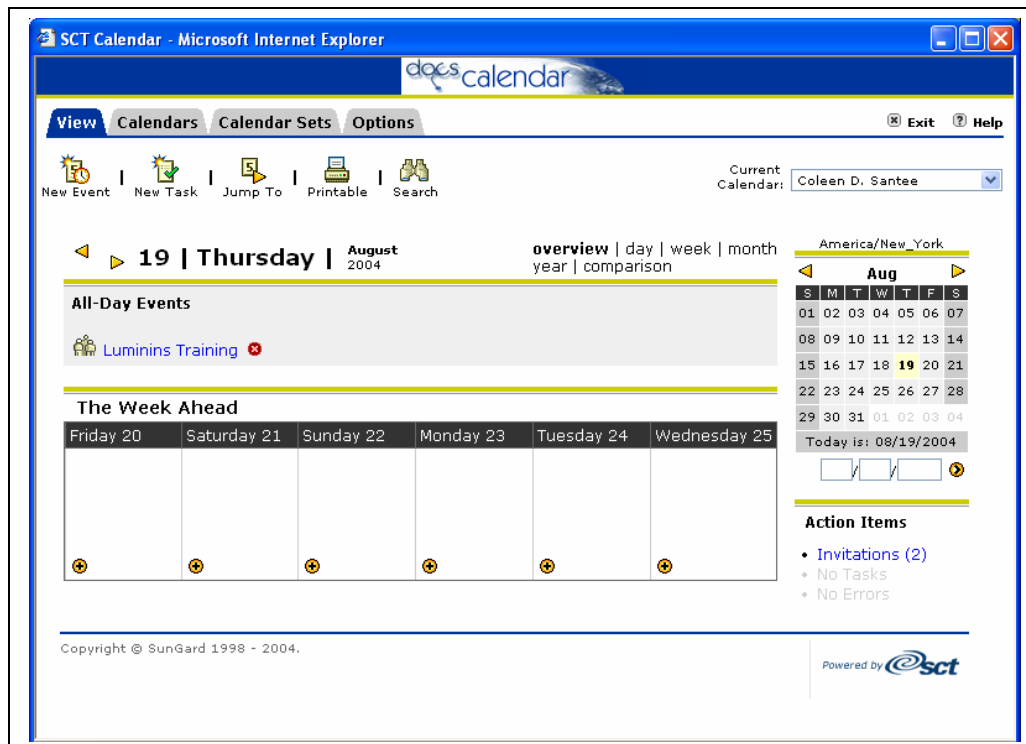 SCT Calendar - Microsoft Internet Explorer
docs calendar
View Calendars Calendar Sets Options Exit ? Help
New Event | New Task | 5 Jump To | Printable | Search
Current Calendar: Coleen D. Santee
19 | Thursday | August 2004
overview | day | week | month
year | comparison
All-Day Events
Luminins Training
The Week Ahead
Friday 20 Saturday 21 Sunday 22 Monday 23 Tuesday 24 Wednesday 25
America/New_York
Aug
S M T W T F S
01 02 03 04 05 06 07
08 09 10 11 12 13 14
15 16 17 18 19 20 21
22 23 24 25 26 27 28
29 30 31 01 02 03 04
Today is: 08/19/2004
/ /
Action Items
• Invitations (2)
• No Tasks
• No Errors
Copyright © SunGard 1998 - 2004.
Powered by sct